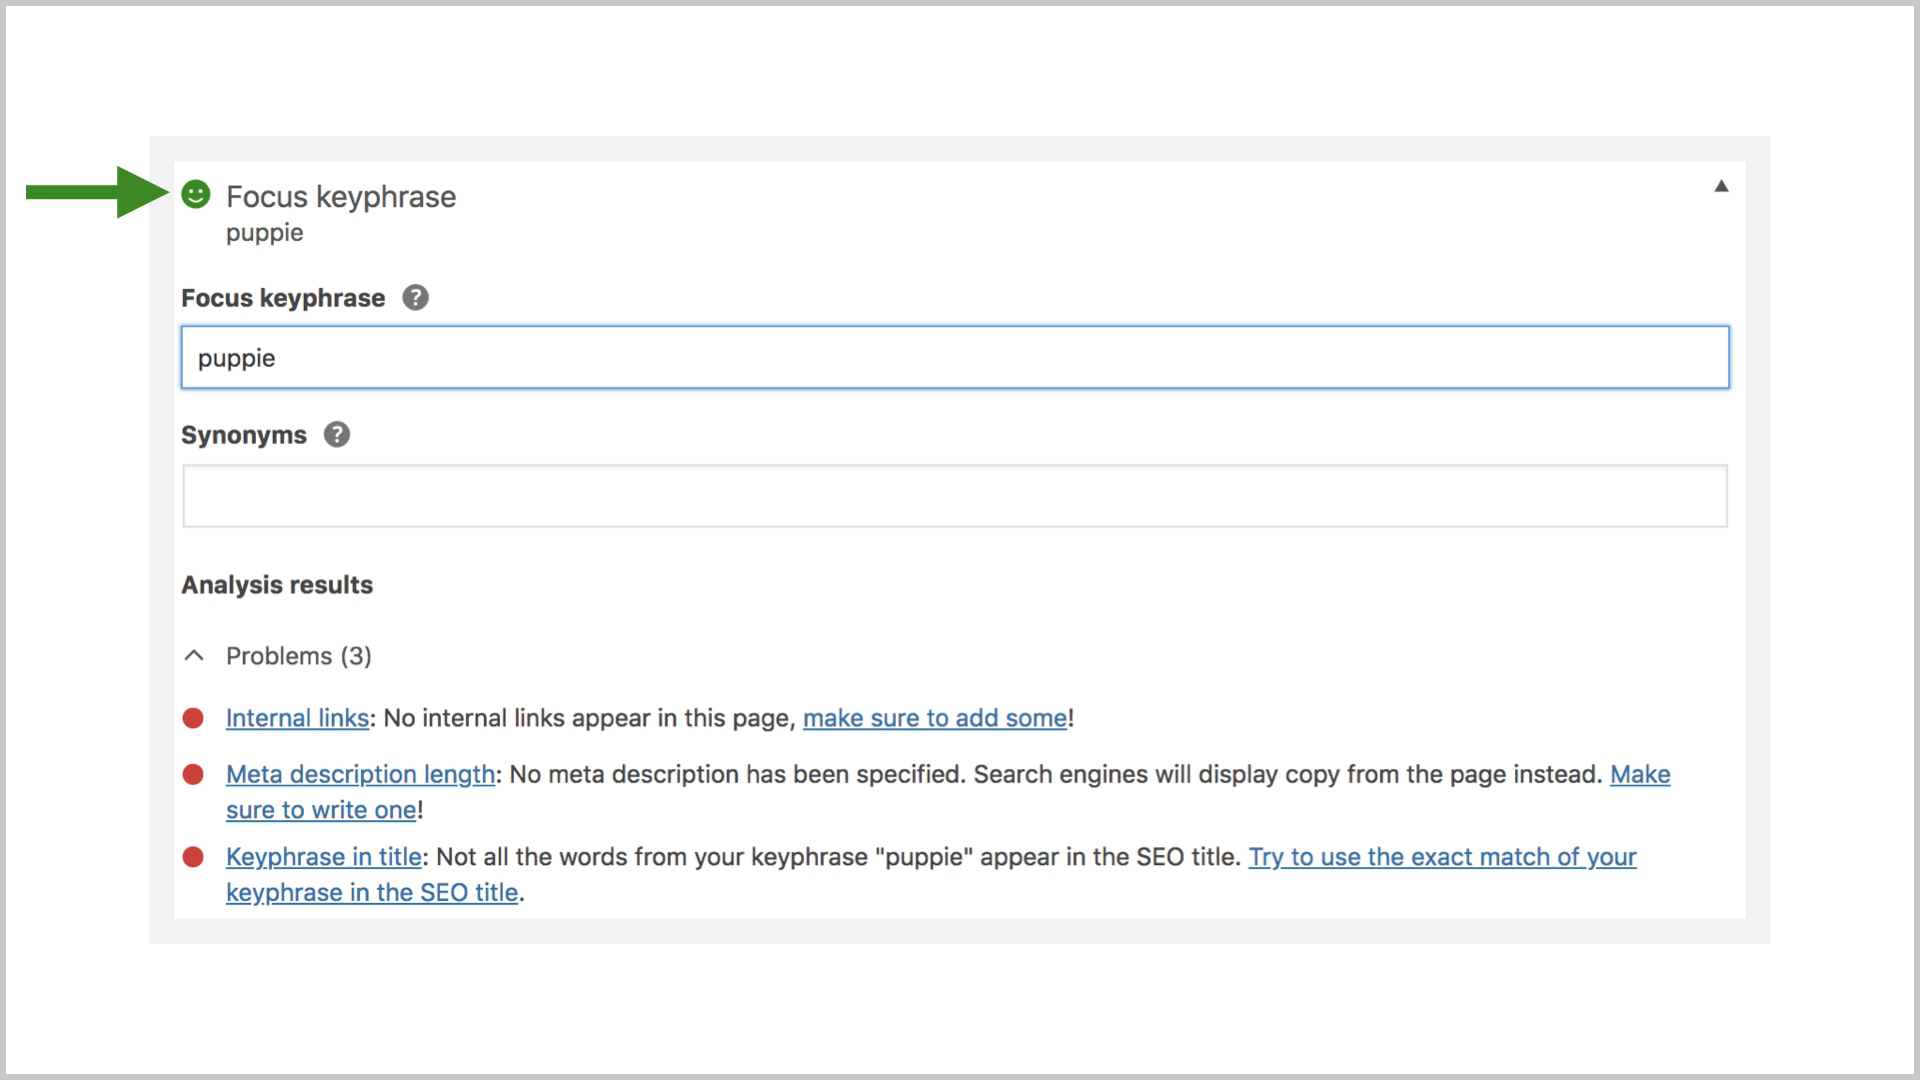 Focus keyphrase
puppie
Focus keyphrase ?
puppie
Synonyms ?
Analysis results
Problems (3)
Internal links: No internal links appear in this page, make sure to add some!
Meta description length: No meta description has been specified. Search engines will display copy from the page instead. Make
sure to write one!
Keyphrase in title: Not all the words from your keyphrase "puppie" appear in the SEO title. Try to use the exact match of your
keyphrase in the SEO title.